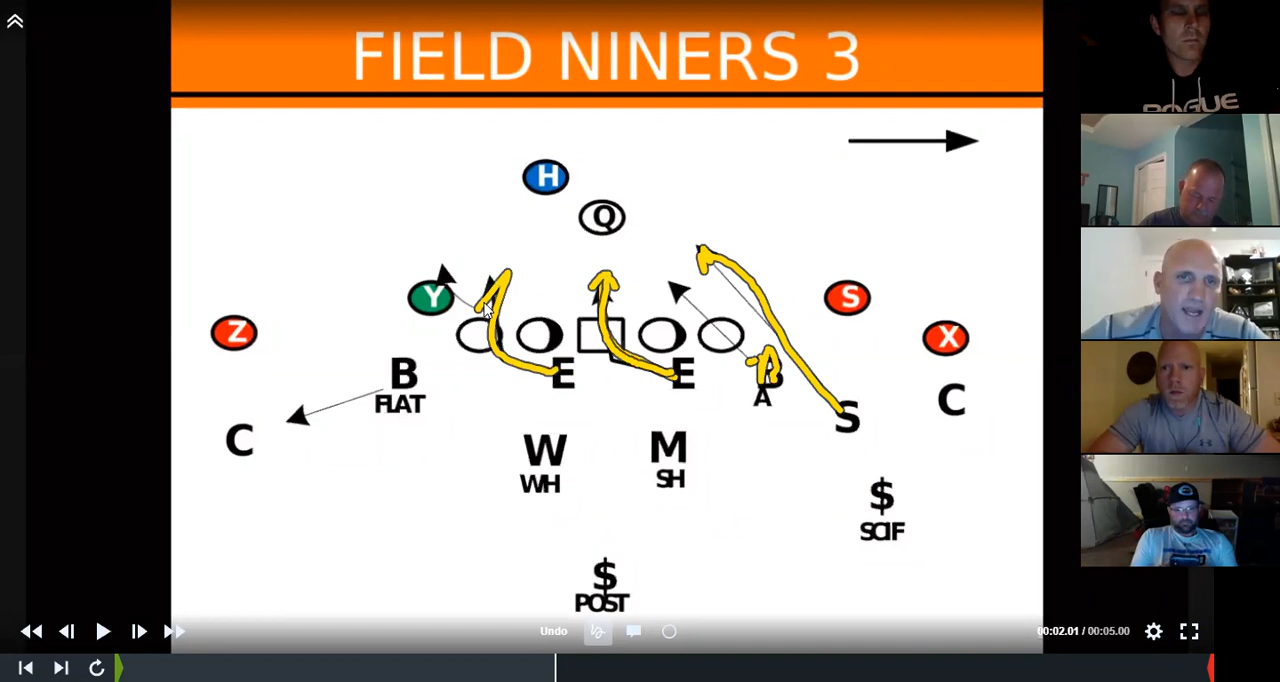 FIELD NINERS 3
ROGUE
H
Q
Y
S
Z
X
B
FLAT
E
E
A
C
S
C
W
WH
M
SH
$
SCIF
$
POST
Undo
00:02.01 / 00:05.00